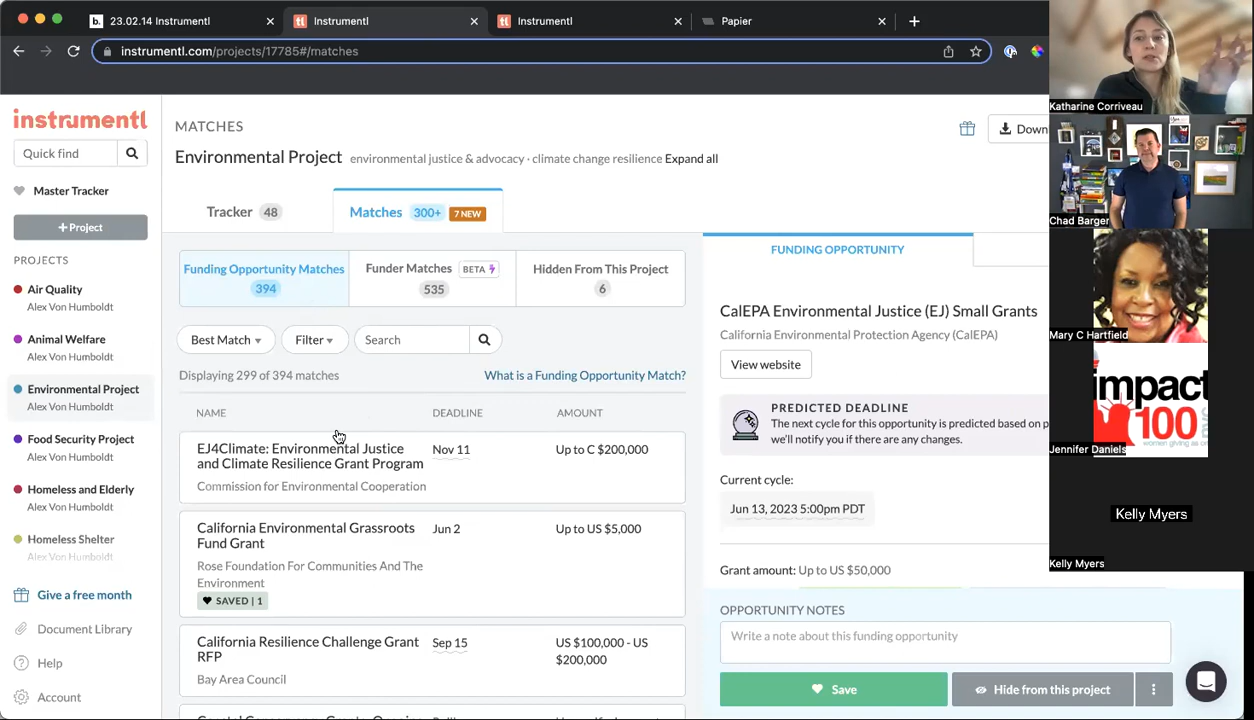 b. 23.02.14 Instrumentl
Instrumentl
Instrumentl
Papier
instrumentl.com/projects/17785#/matches
instrumentl
Quick find
Master Tracker
+ Project
PROJECTS
Air Quality
Alex Von Humboldt
Animal Welfare
Alex Von Humboldt
Environmental Project
Alex Von Humboldt
Food Security Project
Alex Von Humboldt
Homeless and Elderly
Alex Von Humboldt
Homeless Shelter
Alex Von Humboldt
Give a free month
Document Library
Help
Account
MATCHES
Environmental Project environmental justice & advocacy · climate change resilience Expand all
Down
Tracker 48
Matches 300+ 7 NEW
Funding Opportunity Matches
394
Funder Matches BETA
535
Hidden From This Project
6
Best Match
Filter
Search
Displaying 299 of 394 matches
What is a Funding Opportunity Match?
NAME DEADLINE AMOUNT
EJ4Climate: Environmental Justice
and Climate Resilience Grant Program
Nov 11
Up to C $200,000
Commission for Environmental Cooperation
California Environmental Grassroots
Fund Grant
Jun 2
Up to US $5,000
Rose Foundation For Communities And The
Environment
SAVED | 1
California Resilience Challenge Grant
RFP
Sep 15
US $100,000 - US
$200,000
Bay Area Council
FUNDING OPPORTUNITY
CalEPA Environmental Justice (EJ) Small Grants
California Environmental Protection Agency (CalEPA)
View website
PREDICTED DEADLINE
The next cycle for this opportunity is predicted based on p
we'll notify you if there are any changes.
Current cycle:
Jun 13, 2023 5:00pm PDT
Grant amount: Up to US $50,000
OPPORTUNITY NOTES
Write a note about this funding opportunity
Save
Hide from this project
Katharine Corriveau
Chad Barger
Mary C Hartfield
impact
100
women giving as on
Jennifer Daniels
Kelly Myers
Kelly Myers